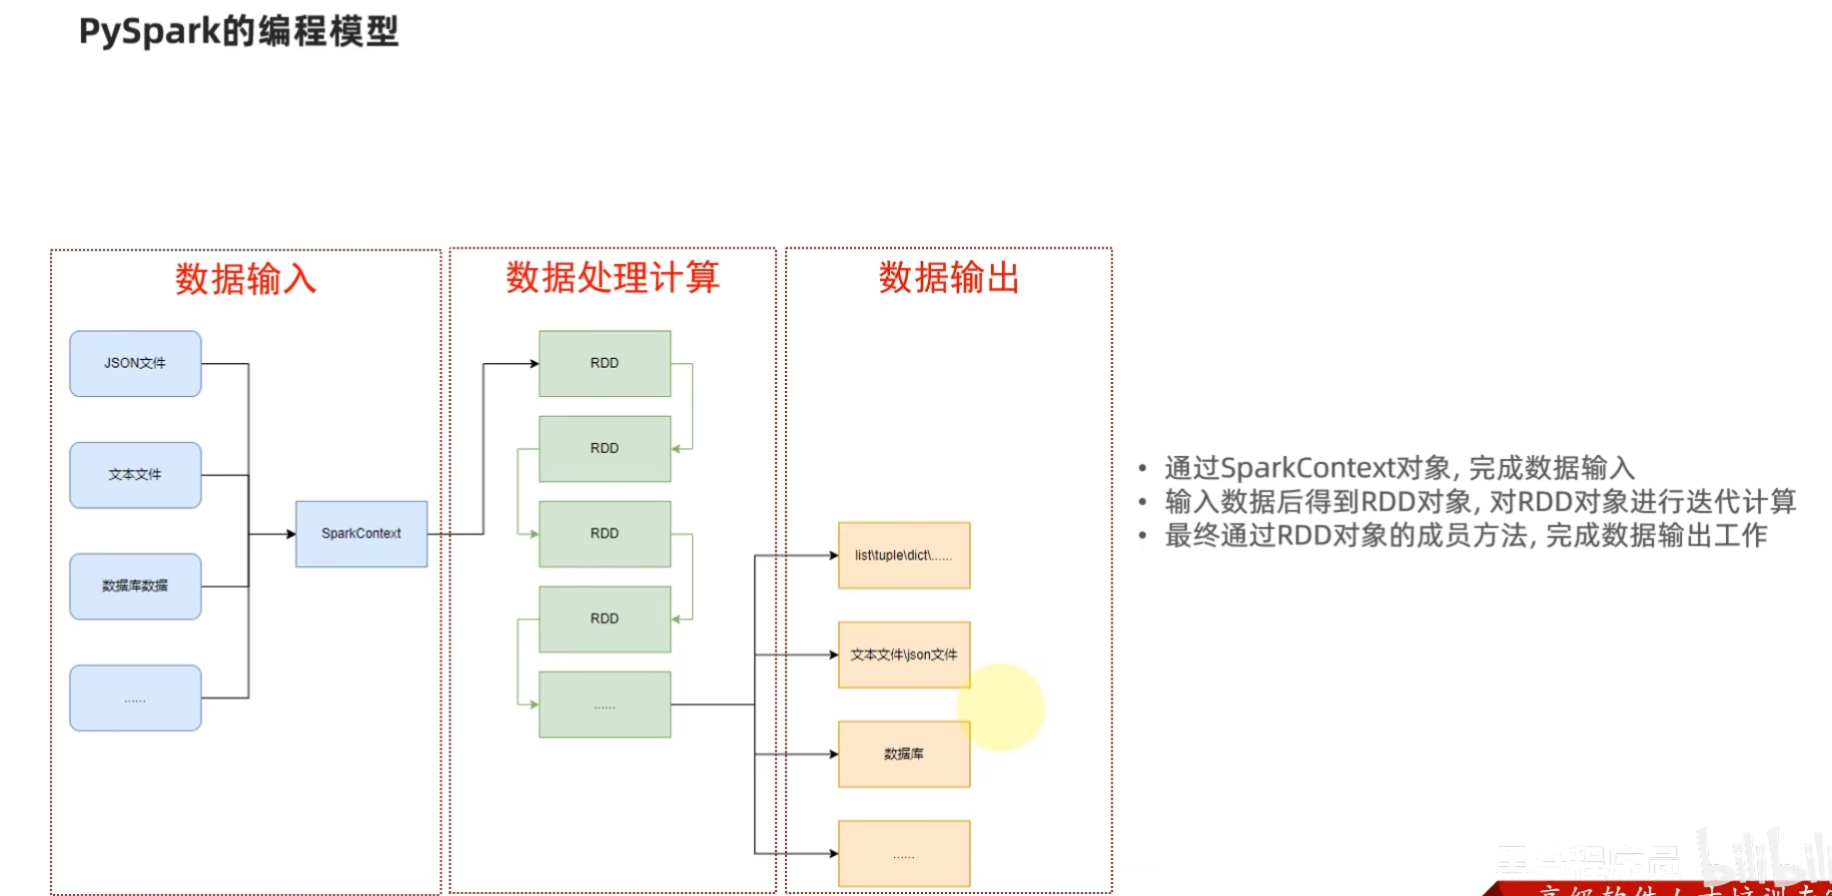 PySpark的编程模型
数据输入
JSON文件
文本文件
数据库数据
......
SparkContext
数据处理计算
RDD
RDD
RDD
RDD
......
数据输出
list\tuple\dict\......
文本文件\json文件
数据库
......
• 通过SparkContext对象, 完成数据输入
• 输入数据后得到RDD对象, 对RDD对象进行迭代计算
• 最终通过RDD对象的成员方法, 完成数据输出工作
程序员
bilibili